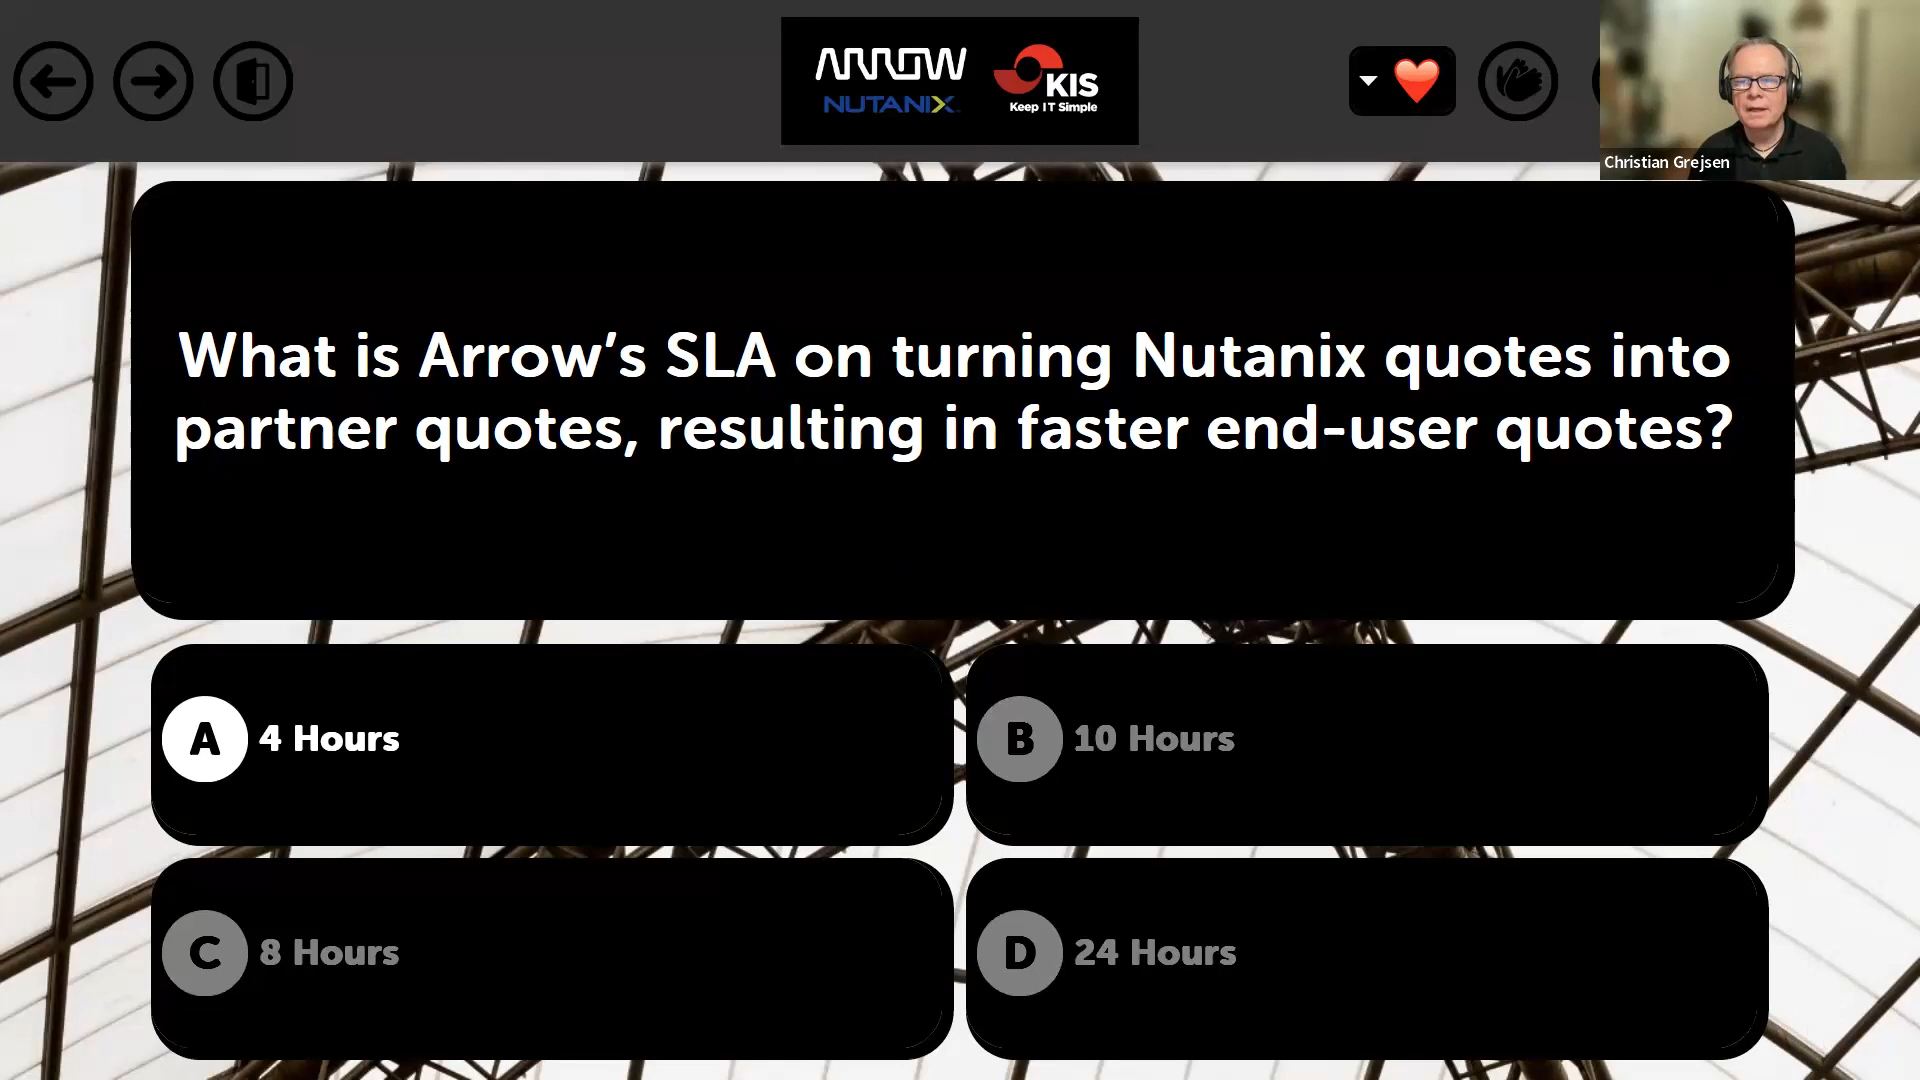 ARROW
NUTANIX
KIS
Keep IT Simple
Christian Grejsen
What is Arrow’s SLA on turning Nutanix quotes into
partner quotes, resulting in faster end-user quotes?
A 4 Hours
B 10 Hours
C 8 Hours
D 24 Hours